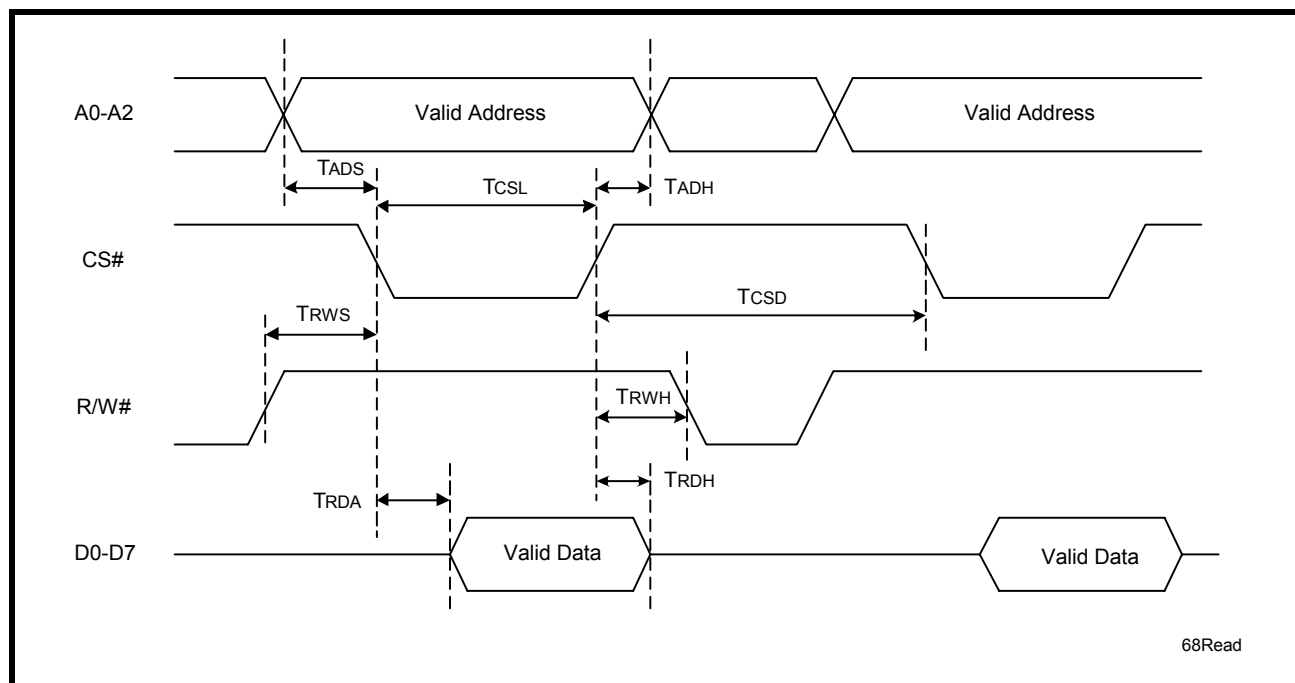 A0-A2
Valid Address
Valid Address
TADS
TCSL
TADH
CS#
TCSD
TRWS
R/W#
TRWH
TRDA
TRDH
D0-D7
Valid Data
Valid Data
68Read